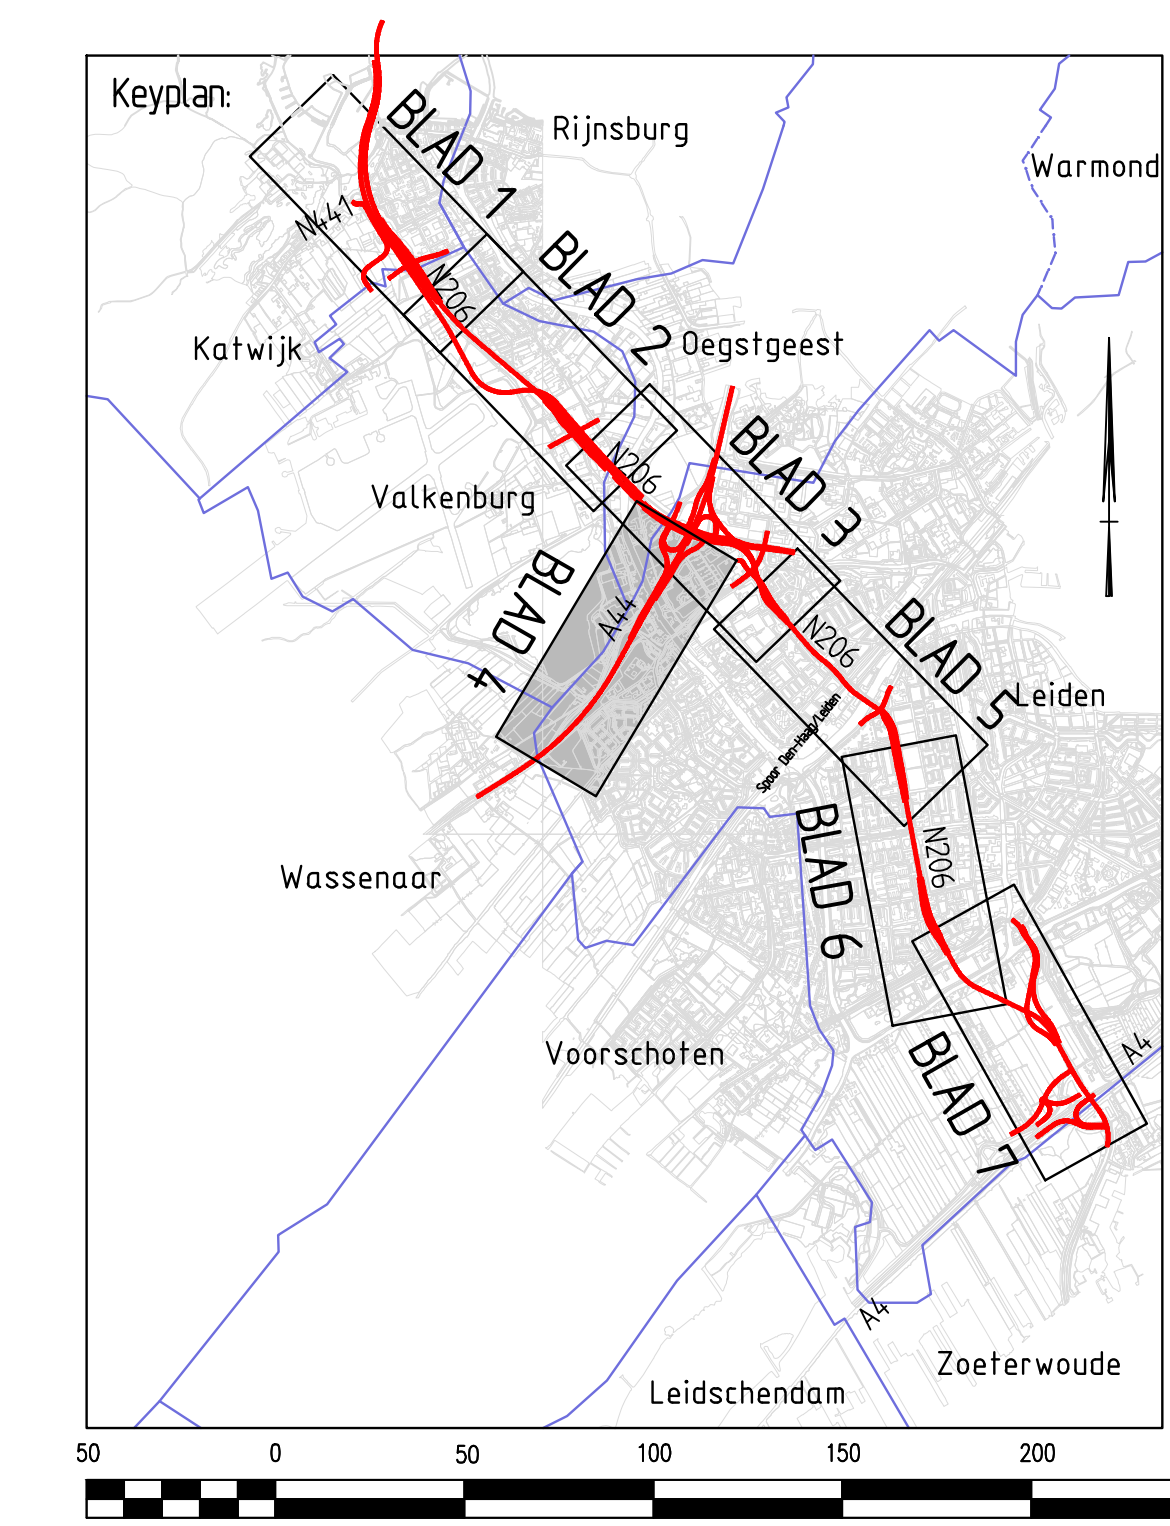 Keyplan:
BLAD 1
Rijnsburg
Warmond
N441
BLAD 2
N206
Katwijk
Oegstgeest
BLAD 3
N206
Valkenburg
BLAD 4
A44
N206
BLAD 5
Leiden
Spoor Den-Haag/Leiden
BLAD 6
N206
Wassenaar
Voorschoten
BLAD 7
A4
A4
Zoeterwoude
Leidschendam
50 0 50 100 150 200